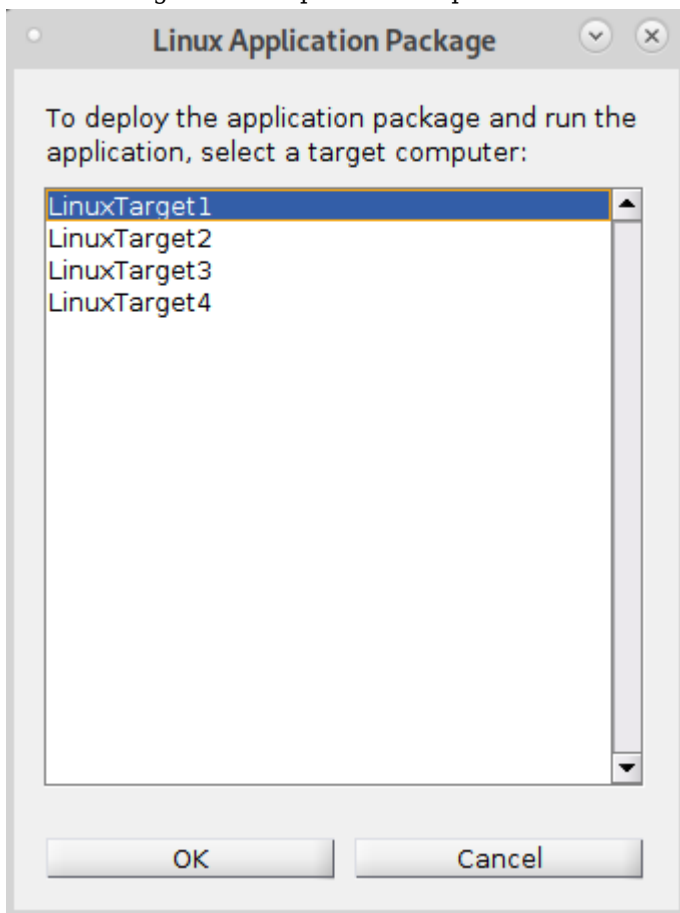 Linux Application Package
To deploy the application package and run the
application, select a target computer:
LinuxTarget1
LinuxTarget2
LinuxTarget3
LinuxTarget4
OK
Cancel